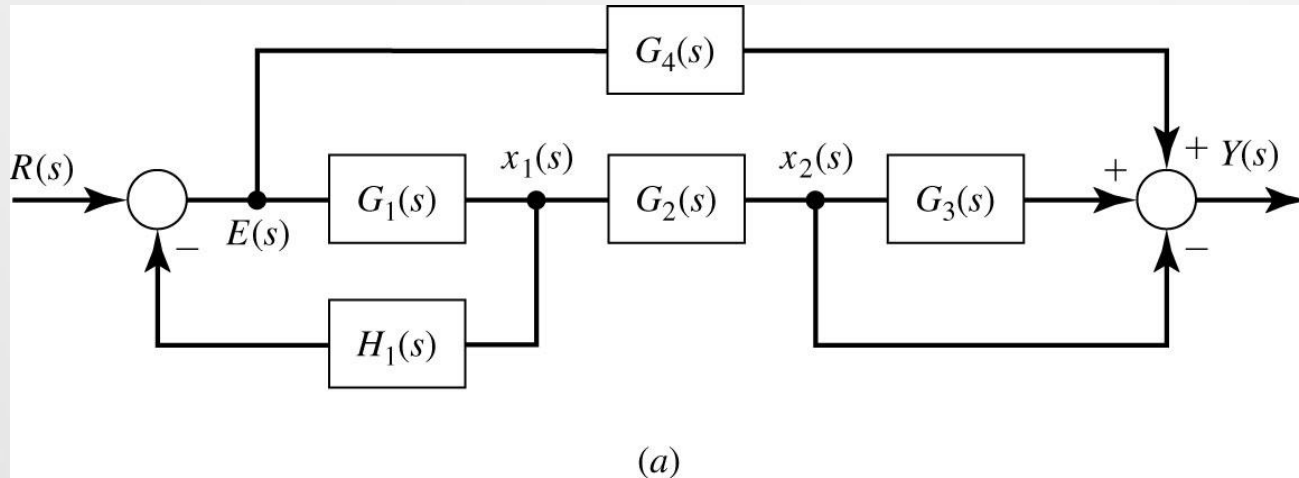 G₄(s)
R(s)
E(s)
G₁(s)
x₁(s)
G₂(s)
x₂(s)
G₃(s)
+
+
Y(s)
−
−
H₁(s)
(a)